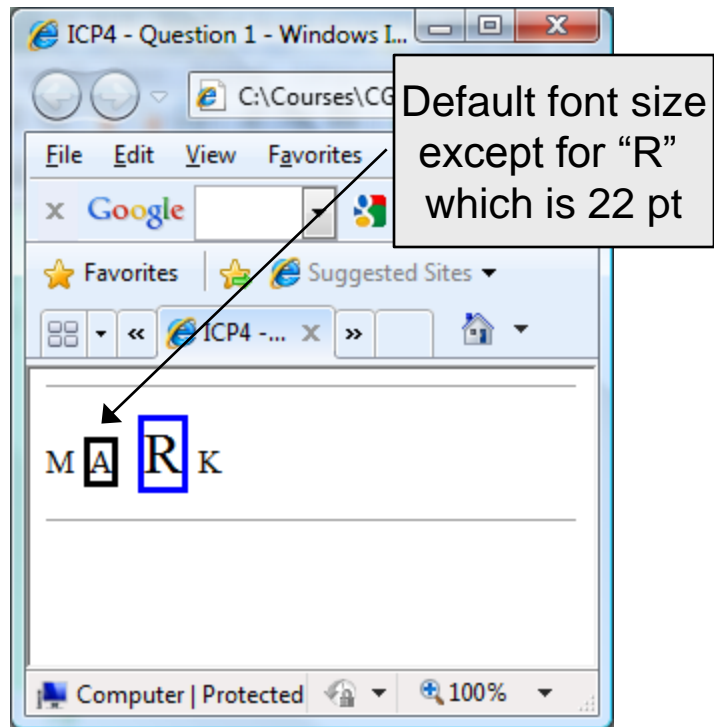 ICP4 - Question 1 - Windows I...
X
C:\Courses\CG
Default font size
except for “R”
which is 22 pt
File Edit View Favorites
x Google
Favorites Suggested Sites
« ICP4 -... X »
M A R K
Computer | Protected 100%